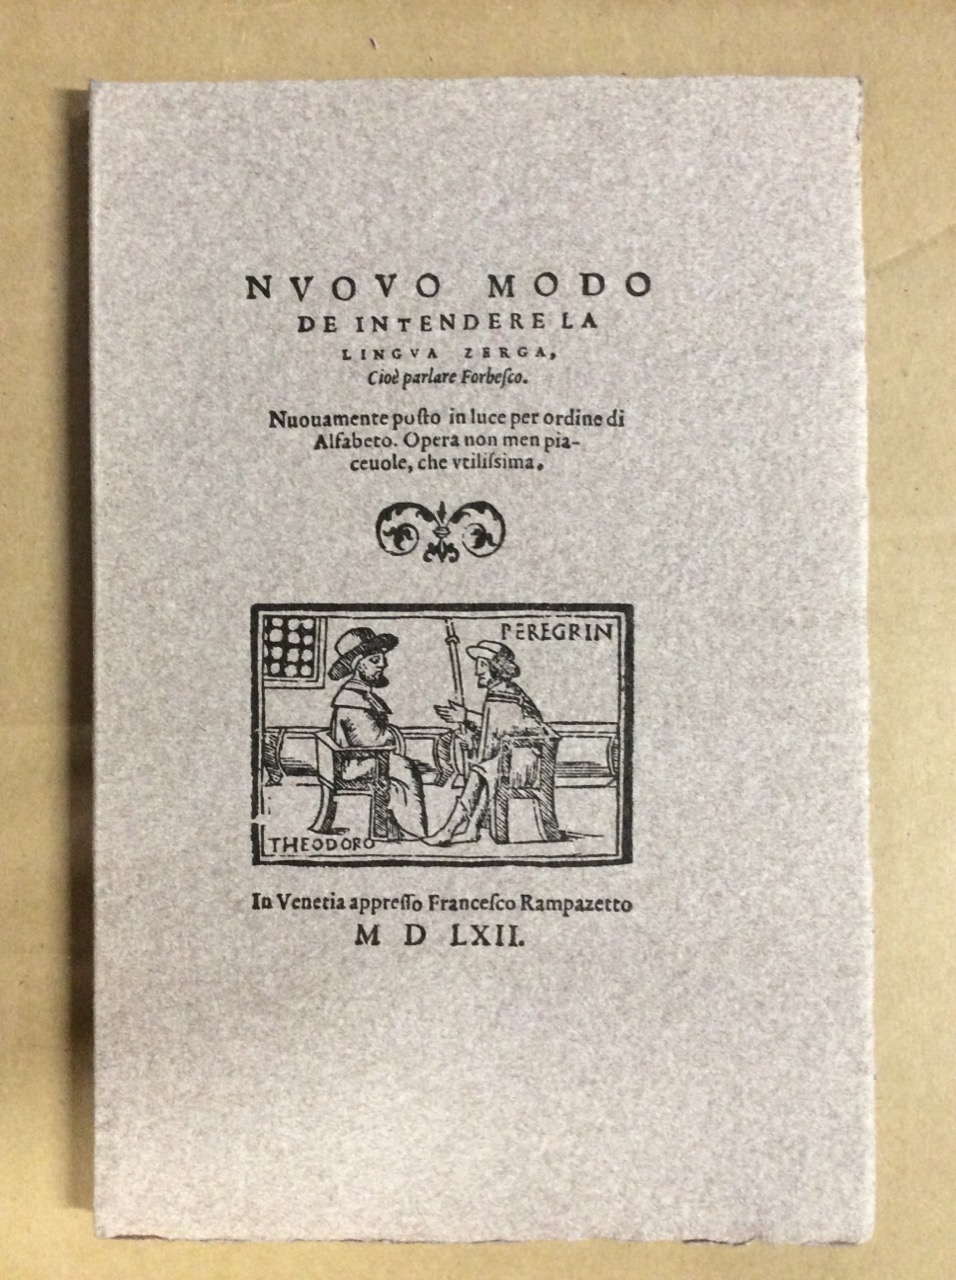 NVOVO MODO
DE INTENDERE LA
LINGVA ZERGA,
Cioè parlare Forbeſco.
Nuouamente poſto in luce per ordine di
Alfabeto. Opera non men pia-
ceuole, che vtiliſsima.
PEREGRIN
THEODORO
In Venetia appreſſo Franceſco Rampazetto
M D LXII.